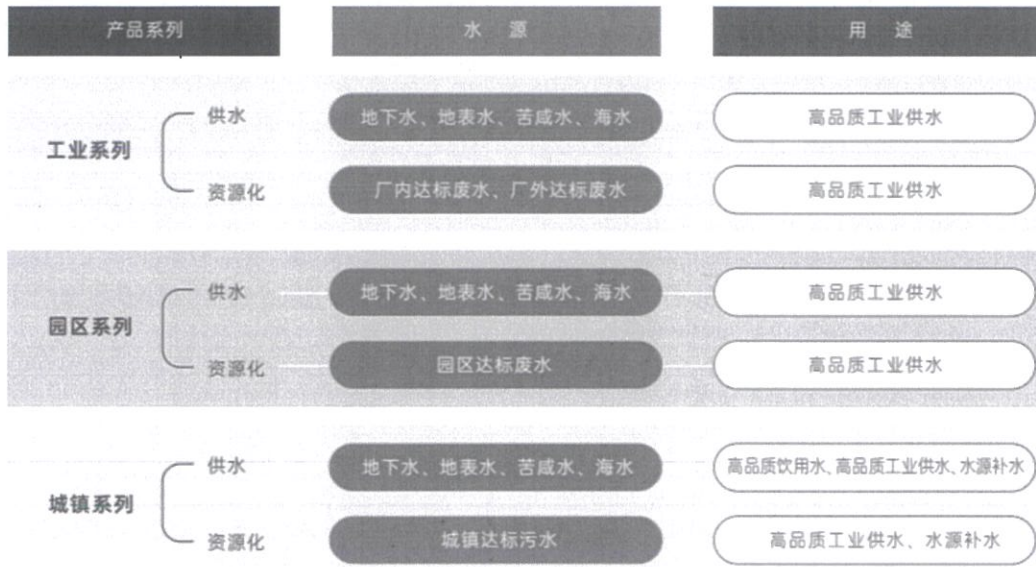 产品系列 水 源 用 途
供水 地下水、地表水、苦咸水、海水 高品质工业供水
工业系列
资源化 厂内达标废水、厂外达标废水 高品质工业供水
供水 地下水、地表水、苦咸水、海水 高品质工业供水
园区系列
资源化 园区达标废水 高品质工业供水
供水 地下水、地表水、苦咸水、海水 高品质饮用水、高品质工业供水、水源补水
城镇系列
资源化 城镇达标污水 高品质工业供水、水源补水